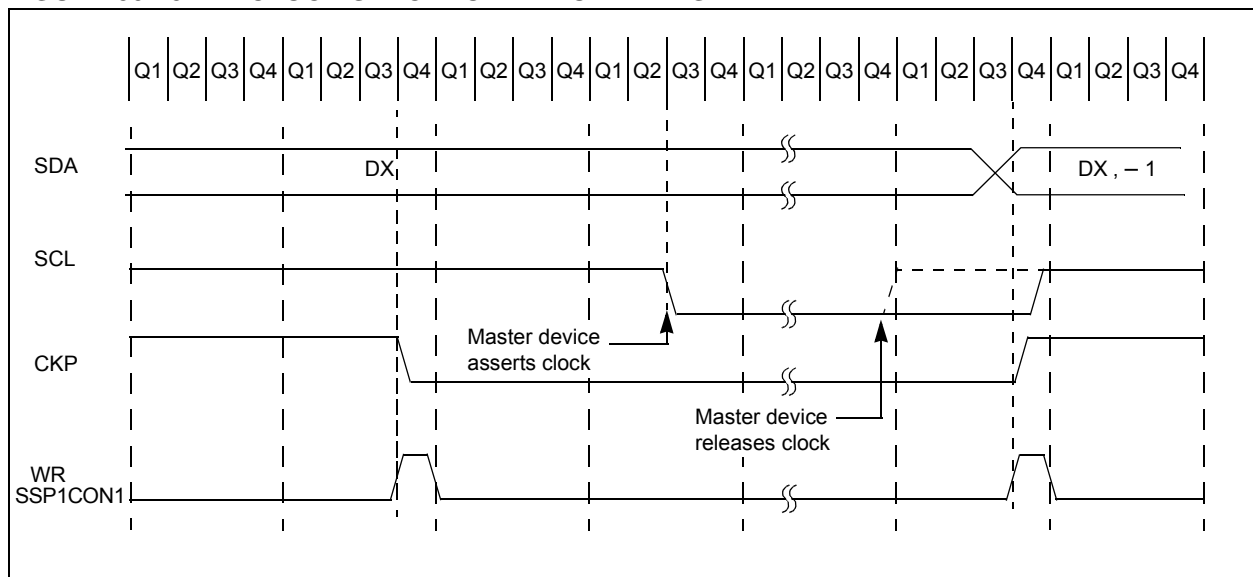 Q1 Q2 Q3 Q4 Q1 Q2 Q3 Q4 Q1 Q2 Q3 Q4 Q1 Q2 Q3 Q4 Q1 Q2 Q3 Q4 Q1 Q2 Q3 Q4 Q1 Q2 Q3 Q4
SDA
DX
DX , – 1
SCL
Master device
asserts clock
CKP
Master device
releases clock
WR
SSP1CON1